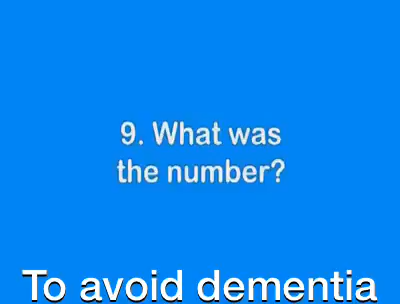 9. What was
the number?
To avoid dementia